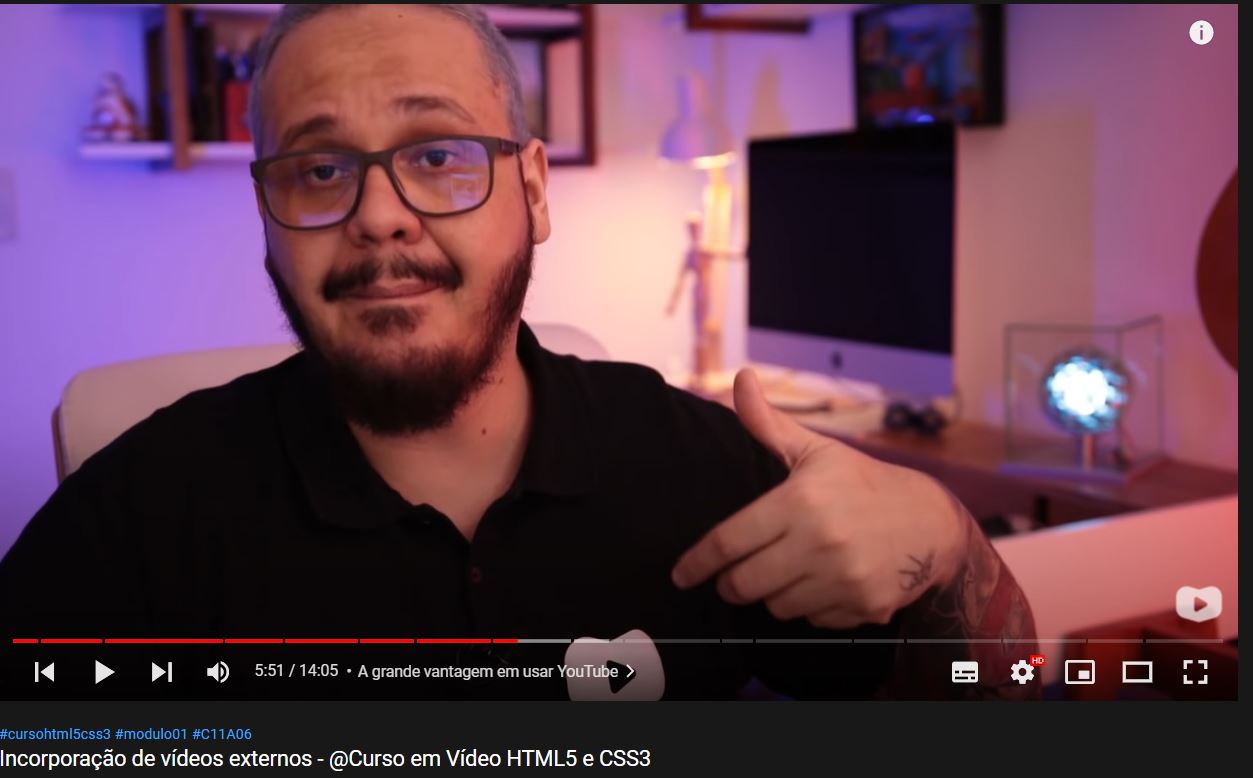 HD
5:51 / 14:05 • A grande vantagem em usar YouTube
#cursohtml5css3 #modulo01 #C11A06
Incorporação de vídeos externos - @Curso em Vídeo HTML5 e CSS3